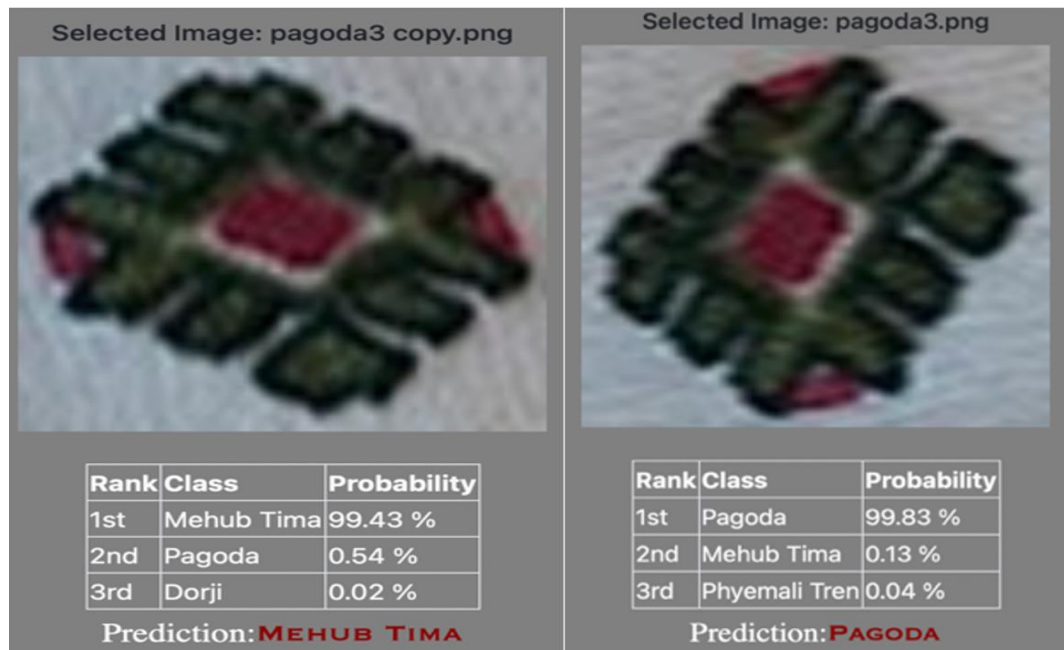 Selected Image: pagoda3 copy.png
Rank Class Probability
1st Mehub Tima 99.43 %
2nd Pagoda 0.54 %
3rd Dorji 0.02 %
Prediction:MEHUB TIMA
Selected Image: pagoda3.png
Rank Class Probability
1st Pagoda 99.83 %
2nd Mehub Tima 0.13 %
3rd Phyemali Tren 0.04 %
Prediction:PAGODA